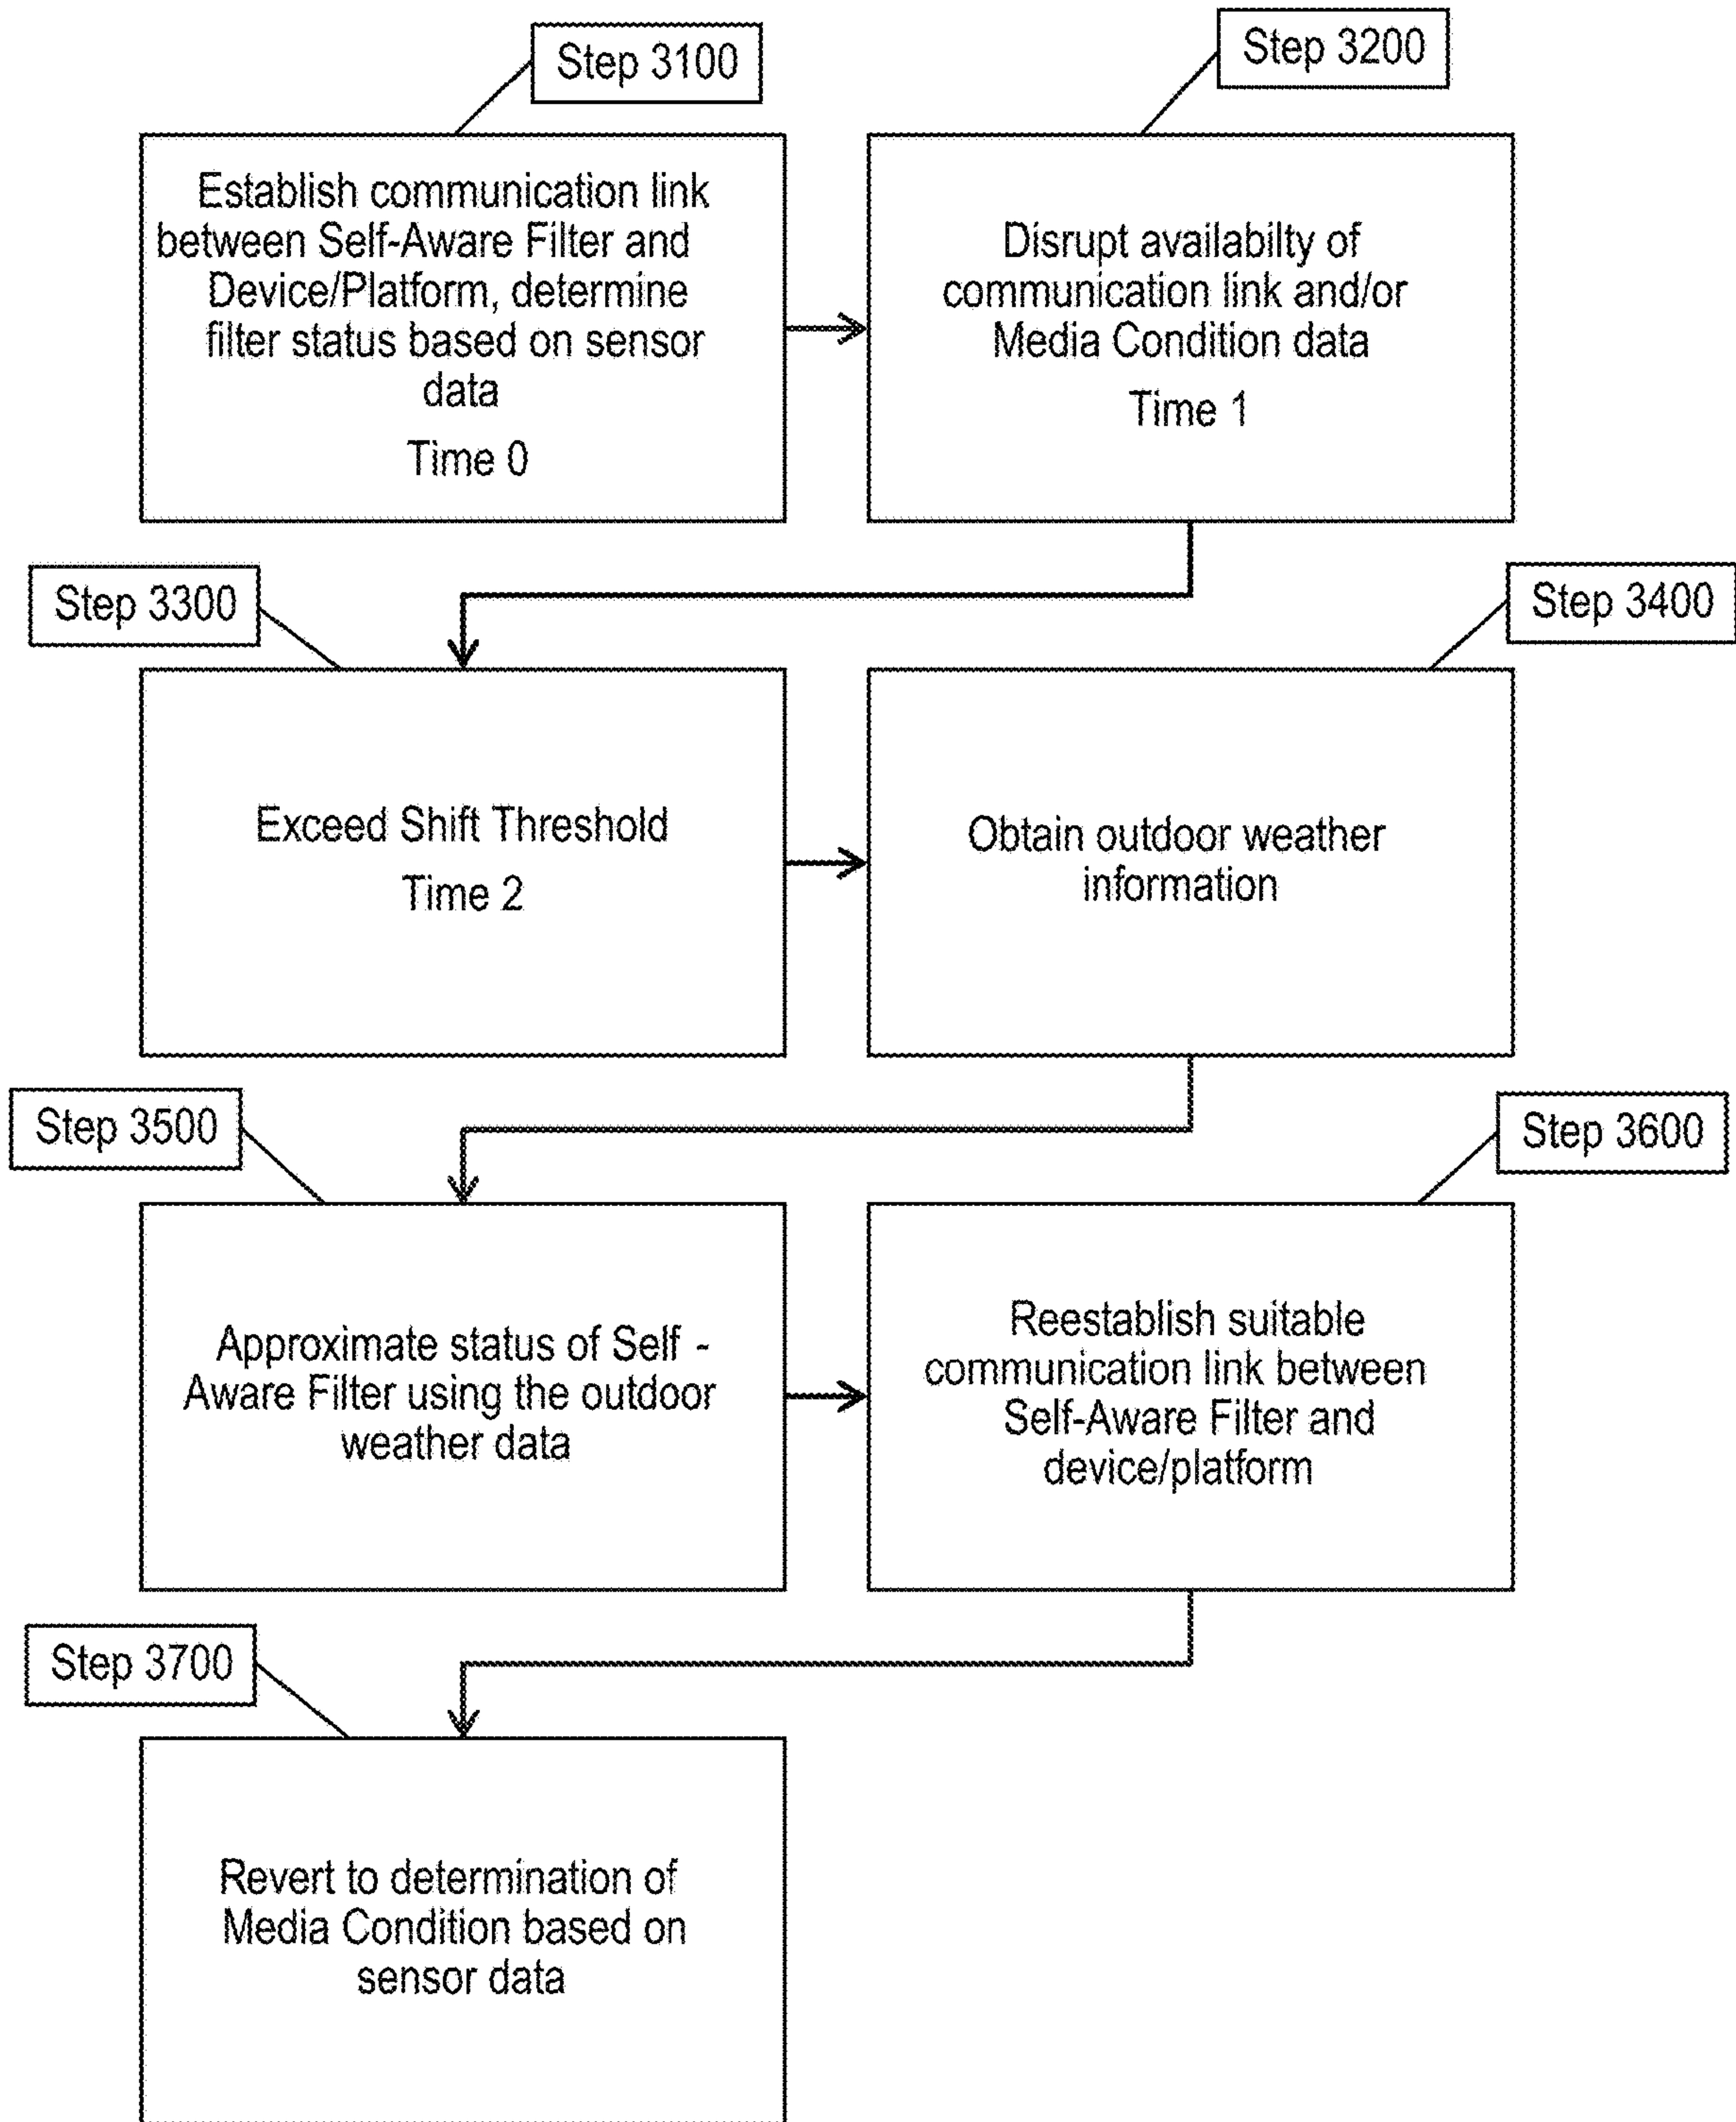 Step 3100
Establish communication link
between Self-Aware Filter and
Device/Platform, determine
filter status based on sensor
data
Time 0
Step 3200
Disrupt availabilty of
communication link and/or
Media Condition data
Time 1
Step 3300
Exceed Shift Threshold
Time 2
Step 3400
Obtain outdoor weather
information
Step 3500
Approximate status of Self -
Aware Filter using the outdoor
weather data
Step 3600
Reestablish suitable
communication link between
Self-Aware Filter and
device/platform
Step 3700
Revert to determination of
Media Condition based on
sensor data